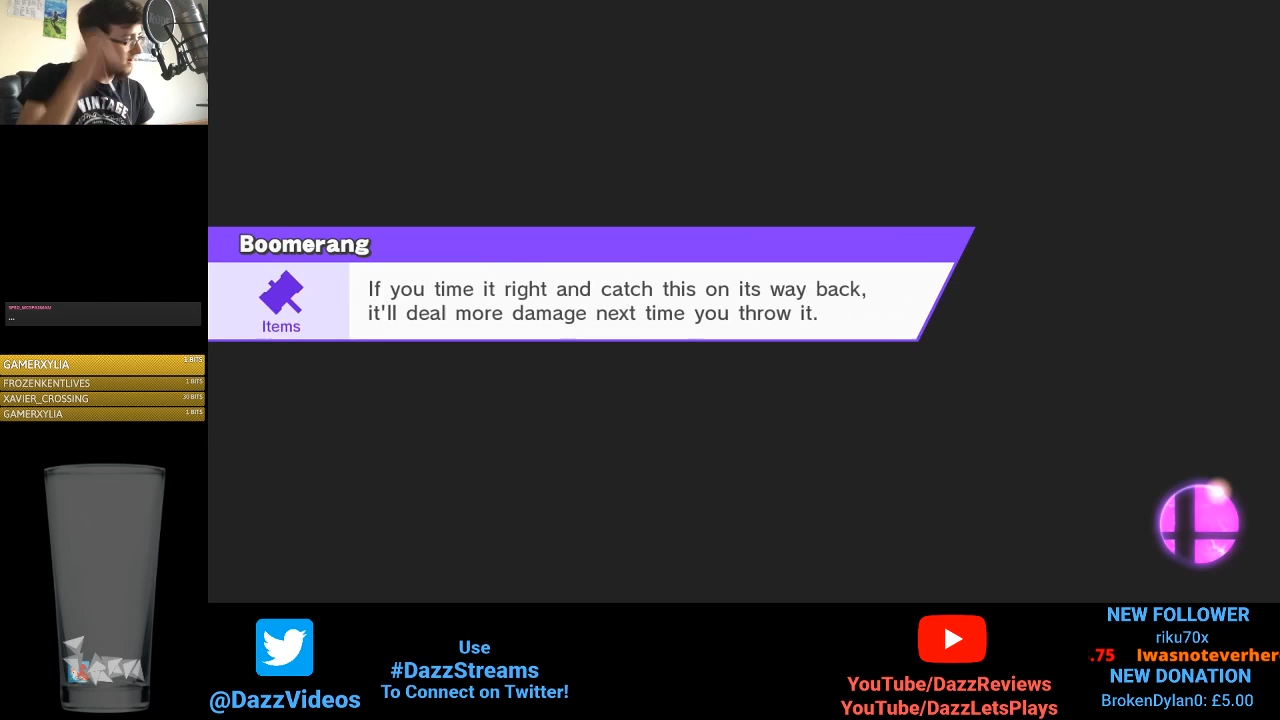 VINTAGE
Boomerang
Items
If you time it right and catch this on its way back,
it'll deal more damage next time you throw it.
...
GAMERXYLIA 1 BITS
FROZENKENTLIVES 1 BITS
XAVIER_CROSSING 30 BITS
GAMERXYLIA 1 BITS
@DazzVideos
Use
#DazzStreams
To Connect on Twitter!
YouTube/DazzReviews
YouTube/DazzLetsPlays
NEW FOLLOWER
riku70x
.75 Iwasnoteverher
NEW DONATION
BrokenDylan0: £5.00